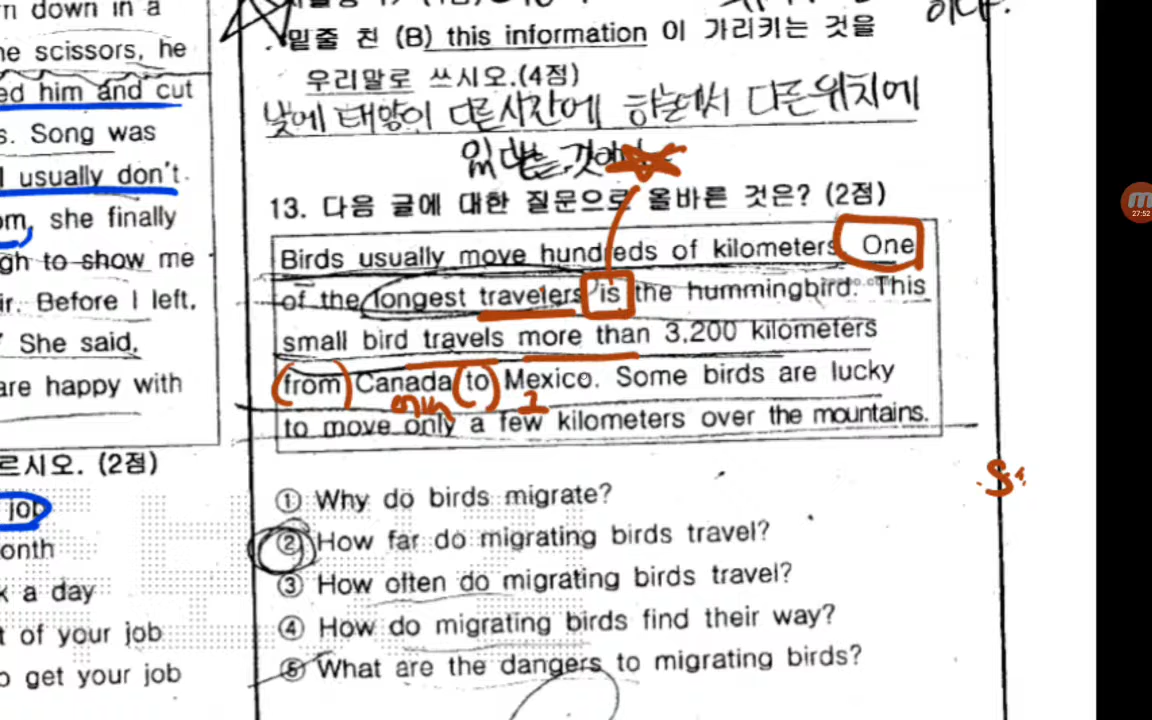 n down in a
he scissors, he
ed him and cut
s. Song was
I usually don't
om, she finally
gh to show me
ir. Before I left,
She said,
are happy with
르시오. (2점)
job
onth
k a day
t of your job
o get your job
이다.
밑줄 친 (B) this information 이 가리키는 것을
우리말로 쓰시오.(4점)
낮에 태양이 다른 시간에 하늘에서 다른 위치에
있다는 것
13. 다음 글에 대한 질문으로 올바른 것은? (2점)
Birds usually move hundreds of kilometers. One
of the longest travelers is the hummingbird. This
small bird travels more than 3,200 kilometers
from Canada to Mexico. Some birds are lucky
to move only a few kilometers over the mountains.
① Why do birds migrate?
② How far do migrating birds travel?
③ How often do migrating birds travel?
④ How do migrating birds find their way?
⑤ What are the dangers to migrating birds?
27:52